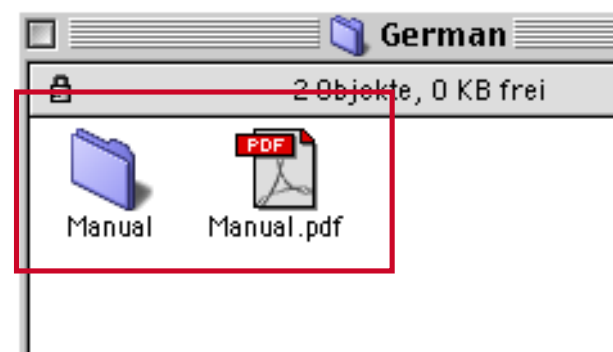 German
2 Objekte, 0 KB frei
PDF
Manual
Manual.pdf